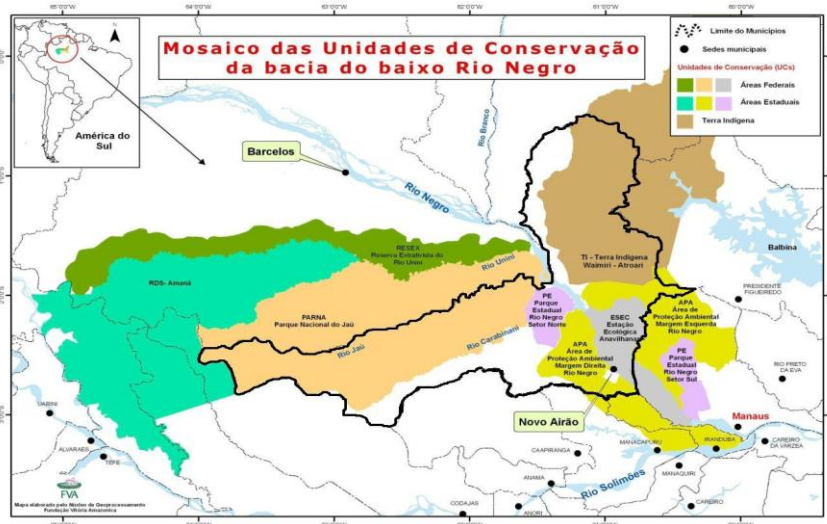 Mosaico das Unidades de Conservação
da bacia do baixo Rio Negro
América do
Sul
Limite do Municípios
Sedes municipais
Unidades de Conservação (UCs)
Áreas Federais
Áreas Estaduais
Terra Indígena
Barcelos
Rio Branco
Rio Negro
RESEX
Reserva Extrativista do
Rio Unini
Rio Unini
TI - Terra Indígena
Waimiri - Atroari
Balbina
RDS- Amanã
PRESIDENTE
FIGUEIREDO
PARNA
Parque Nacional do Jaú
PE
Parque
Estadual
Rio Negro
Setor Norte
ESEC
Estação
Ecológica
Anavilhanas
APA
Área de
Proteção Ambiental
Margem Esquerda
Rio Negro
Rio Jaú
Rio Carabinani
APA
Área de
Proteção Ambiental
Margem Direita
Rio Negro
PE
Parque
Estadual
Rio Negro
Setor Sul
RIO PRETO
DA EVA
Novo Airão
Manaus
UARINI
ALVARAES
TEFE
CAAPIRANGA
MANACAPURU
IRANDUBA
CAREIRO
DA VARZEA
ANAMA
Rio Solimões
MANAQUIRI
CODAJAS
ANORI
CAREIRO
FVA
Mapa elaborado pelo Núcleo de Geoprocessamento
Fundação Vitória Amazonica